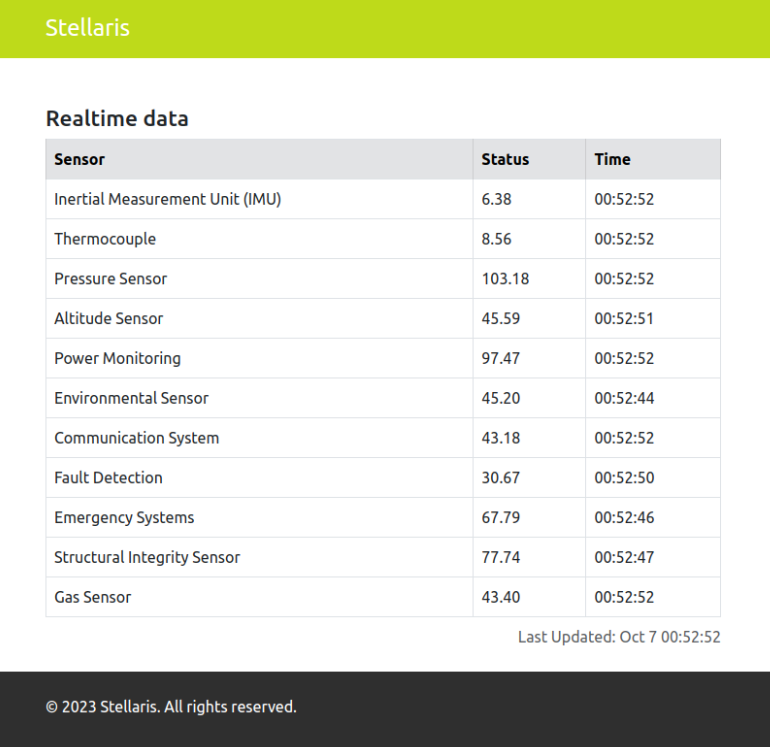 Stellaris
Realtime data
Sensor Status Time
Inertial Measurement Unit (IMU) 6.38 00:52:52
Thermocouple 8.56 00:52:52
Pressure Sensor 103.18 00:52:52
Altitude Sensor 45.59 00:52:51
Power Monitoring 97.47 00:52:52
Environmental Sensor 45.20 00:52:44
Communication System 43.18 00:52:52
Fault Detection 30.67 00:52:50
Emergency Systems 67.79 00:52:46
Structural Integrity Sensor 77.74 00:52:47
Gas Sensor 43.40 00:52:52
Last Updated: Oct 7 00:52:52
© 2023 Stellaris. All rights reserved.